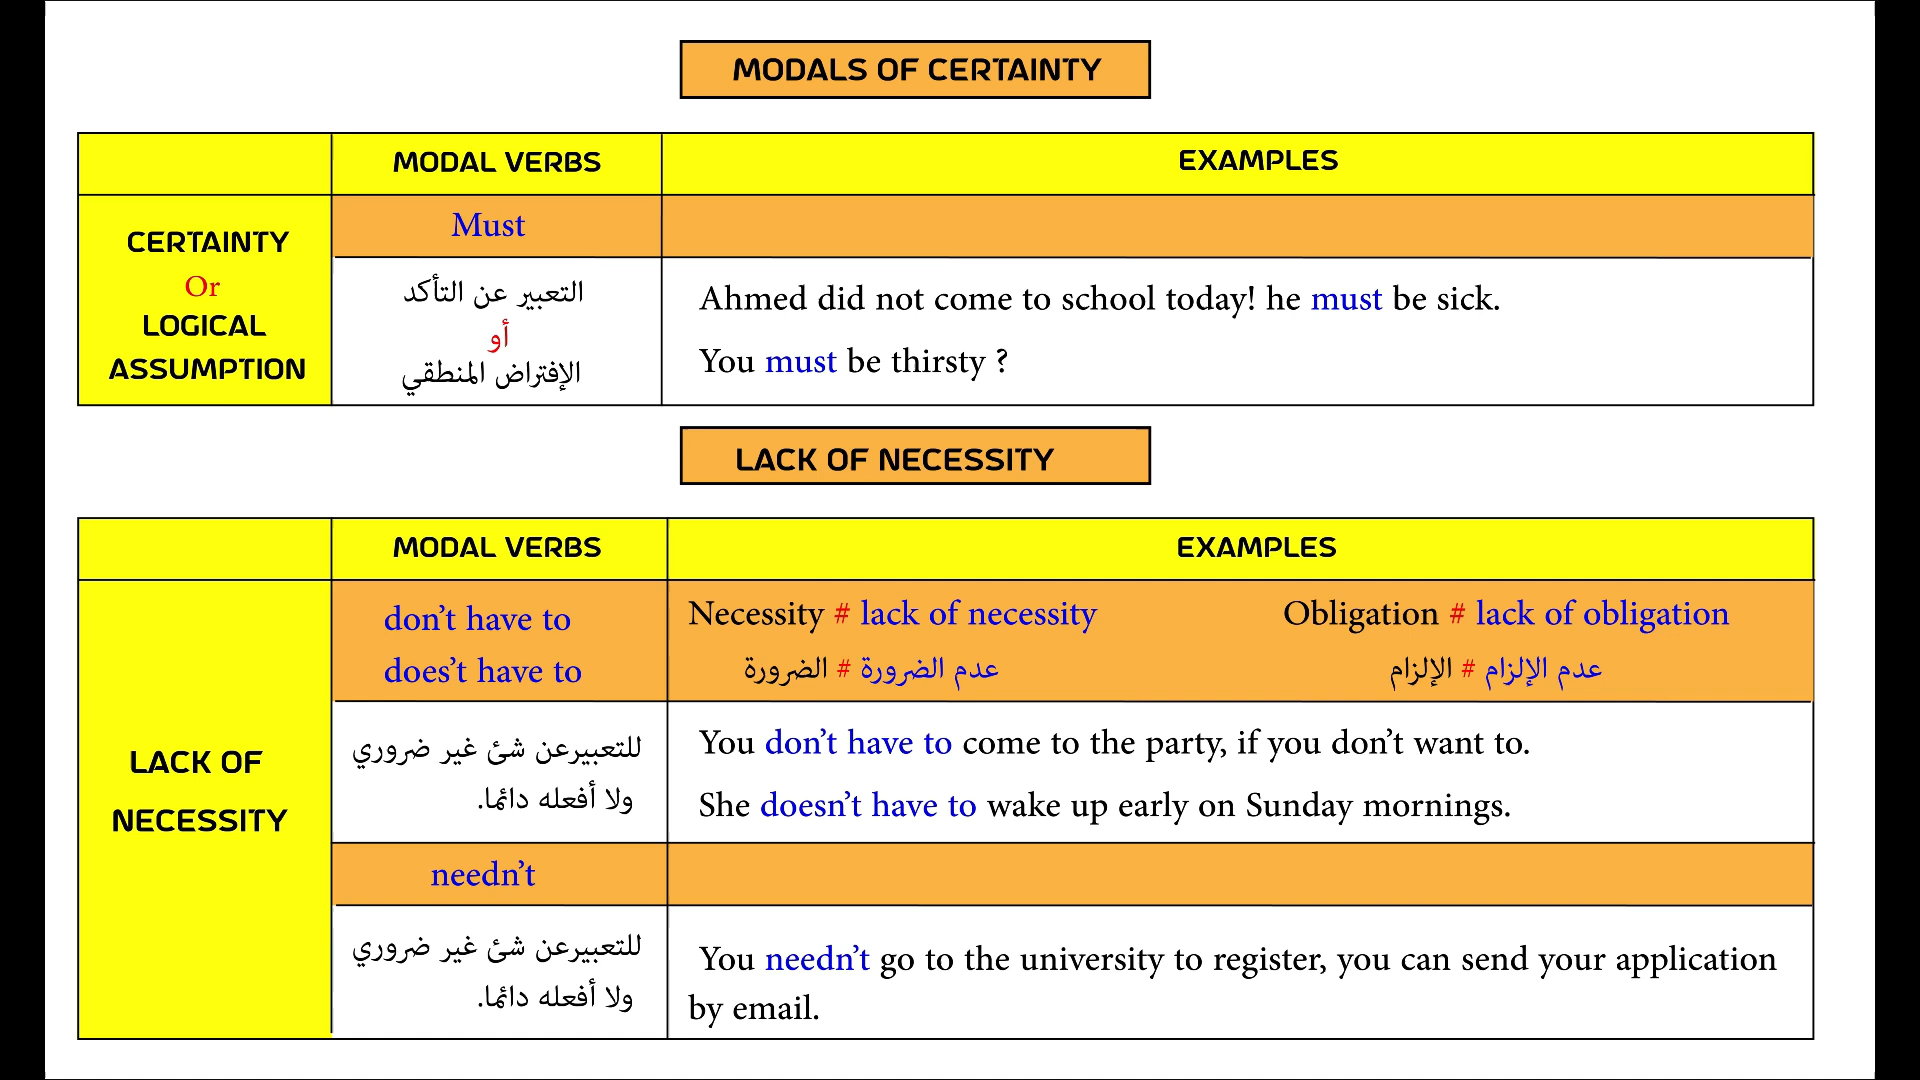 MODALS OF CERTAINTY
MODAL VERBS
EXAMPLES
CERTAINTY
Or
LOGICAL
ASSUMPTION
Must
التعبير عن التأكد
أو
الإفتراض المنطقي
Ahmed did not come to school today! he must be sick.
You must be thirsty ?
LACK OF NECESSITY
MODAL VERBS
EXAMPLES
LACK OF
NECESSITY
don't have to
does't have to
Necessity # lack of necessity
Obligation # lack of obligation
الضرورة # عدم الضرورة
الإلزام # عدم الإلزام
للتعبيرعن شئ غير ضروري
ولا أفعله دائما.
You don't have to come to the party, if you don't want to.
She doesn't have to wake up early on Sunday mornings.
needn't
للتعبيرعن شئ غير ضروري
ولا أفعله دائما.
You needn't go to the university to register, you can send your application
by email.